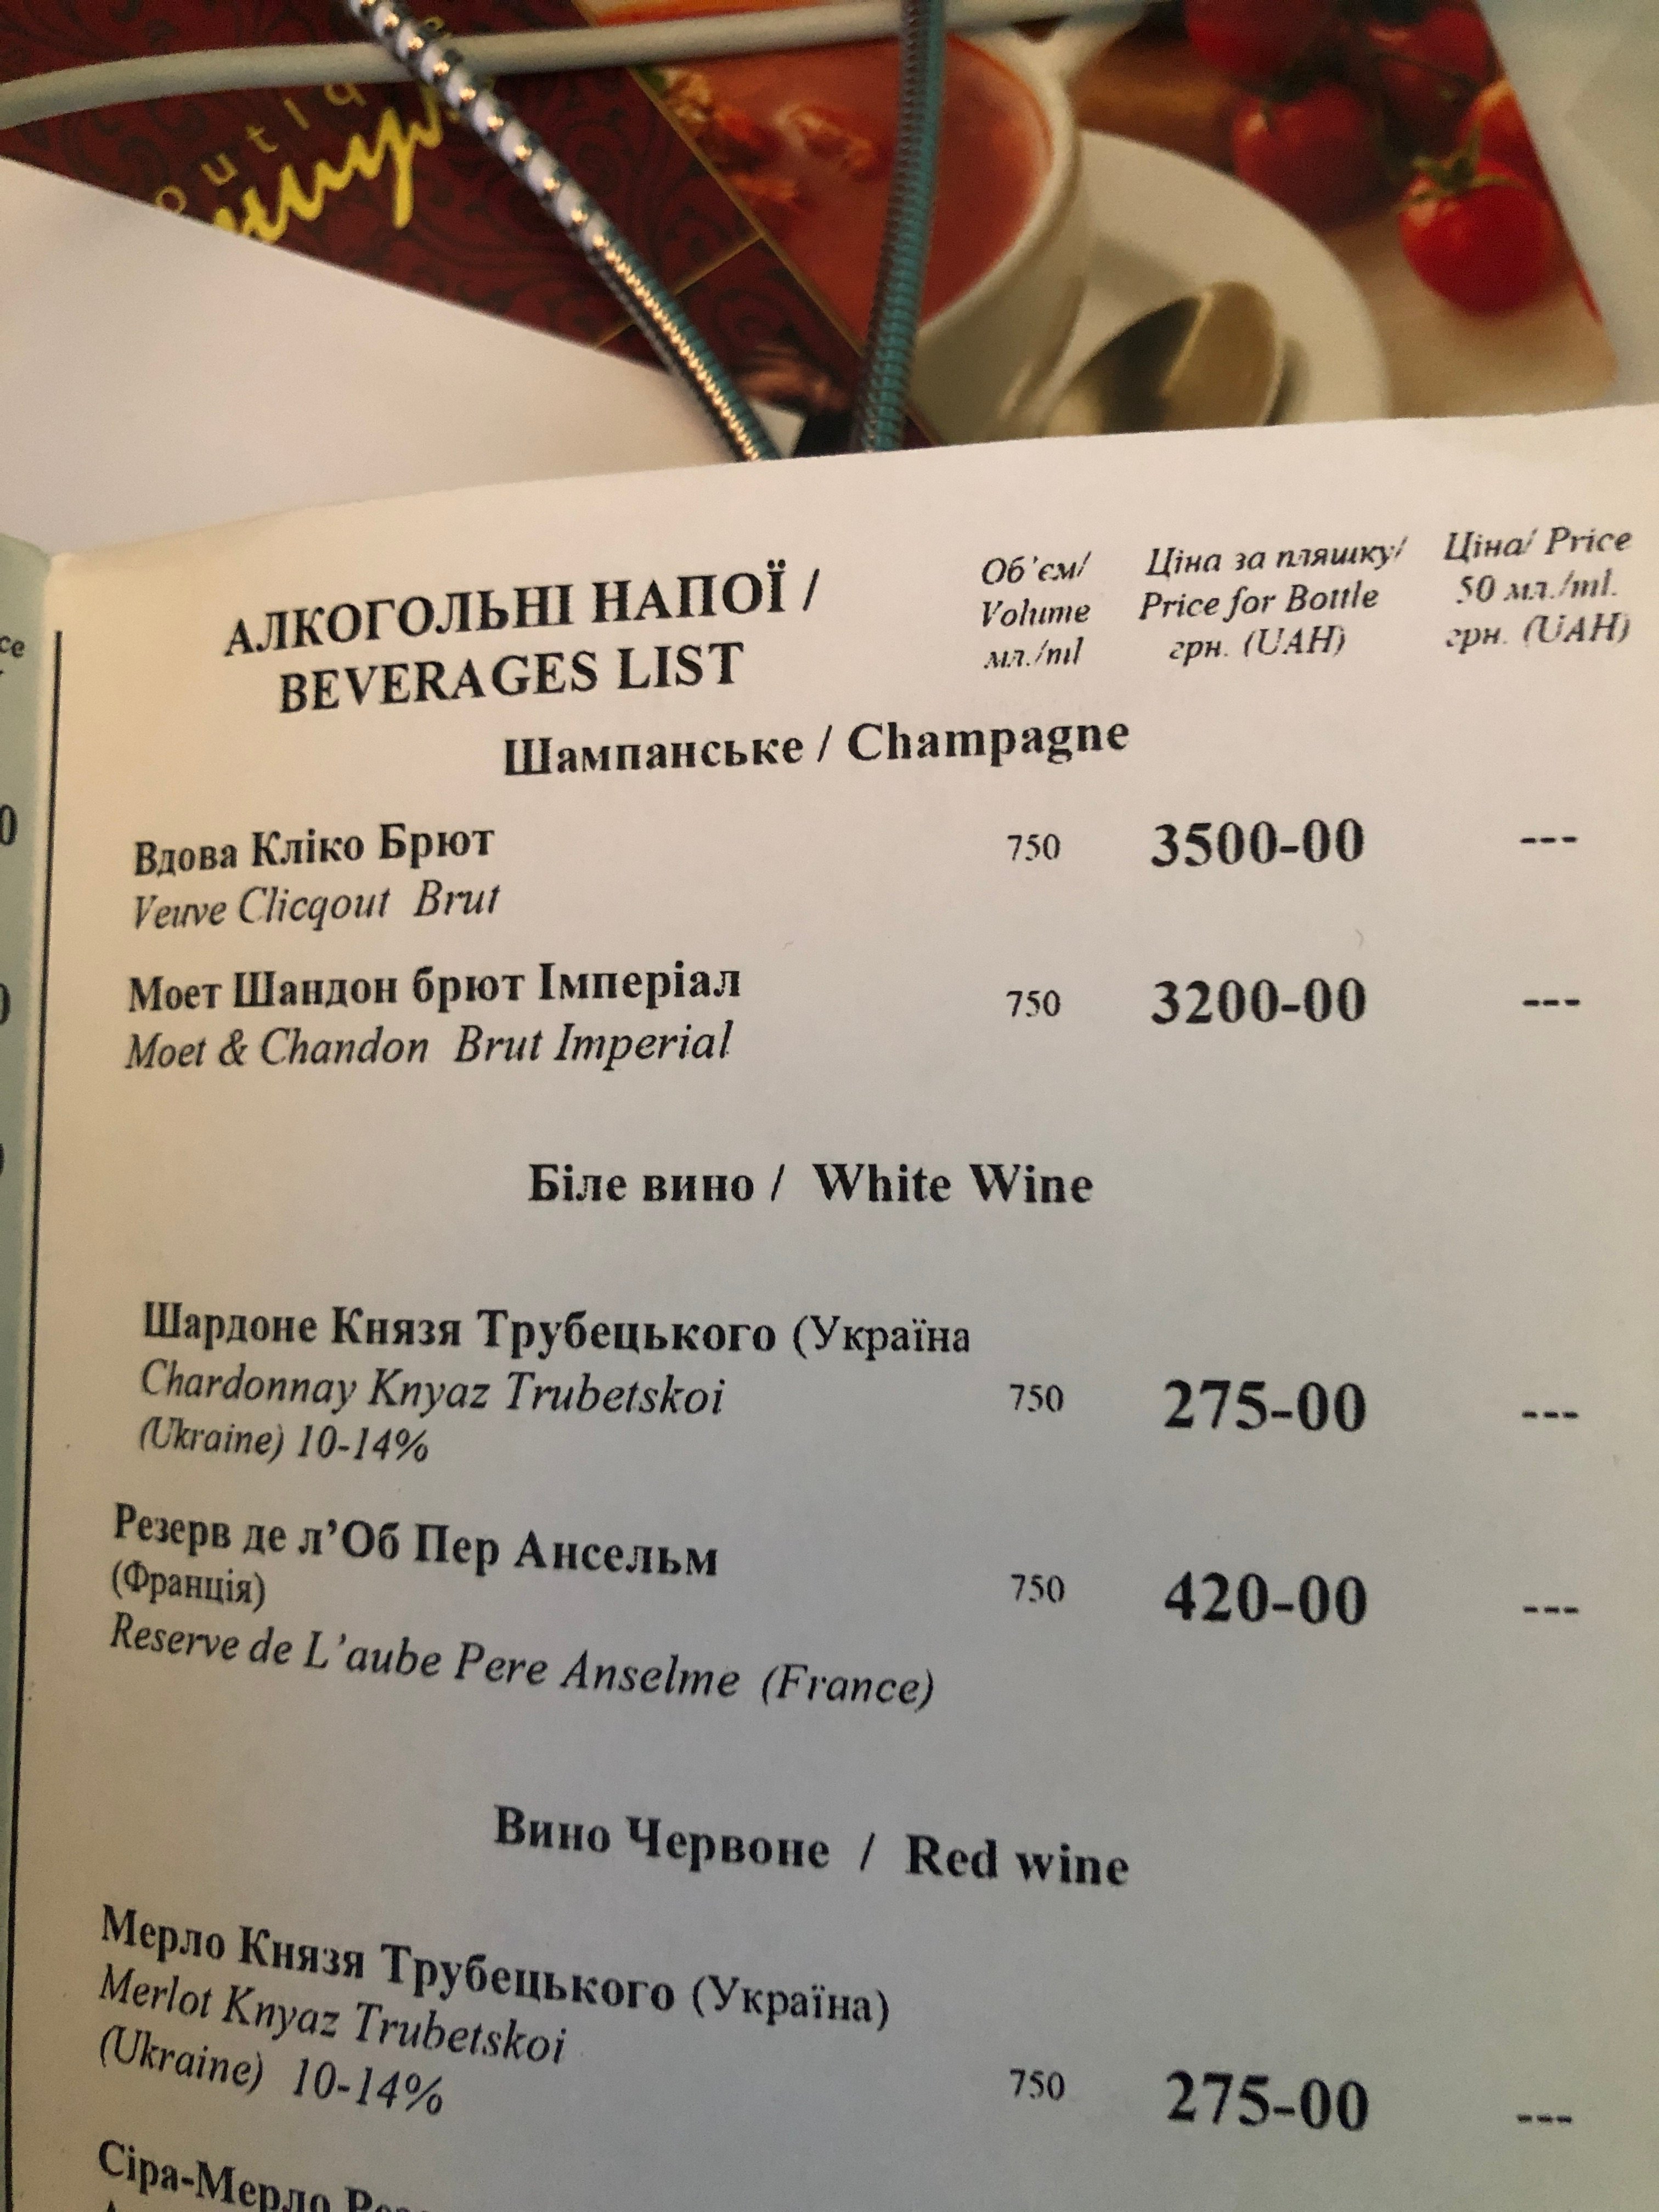 АЛКОГОЛЬНІ НАПОЇ /
BEVERAGES LIST
Об'єм/
Volume
мл./ml
Ціна за пляшку/
Price for Bottle
грн. (UAH)
Ціна/ Price
50 мл./ml.
грн. (UAH)
Шампанське / Champagne
Вдова Кліко Брют 750 3500-00 ---
Veuve Clicqout Brut
Моет Шандон брют Імперіал 750 3200-00 ---
Moet & Chandon Brut Imperial
Біле вино / White Wine
Шардоне Князя Трубецького (Україна
Chardonnay Knyaz Trubetskoi 750 275-00 ---
(Ukraine) 10-14%
Резерв де л’Об Пер Ансельм
(Франція) 750 420-00 ---
Reserve de L’aube Pere Anselme (France)
Вино Червоне / Red wine
Мерло Князя Трубецького (Україна)
Merlot Knyaz Trubetskoi
(Ukraine) 10-14% 750 275-00 ---
Сіра-Мерло